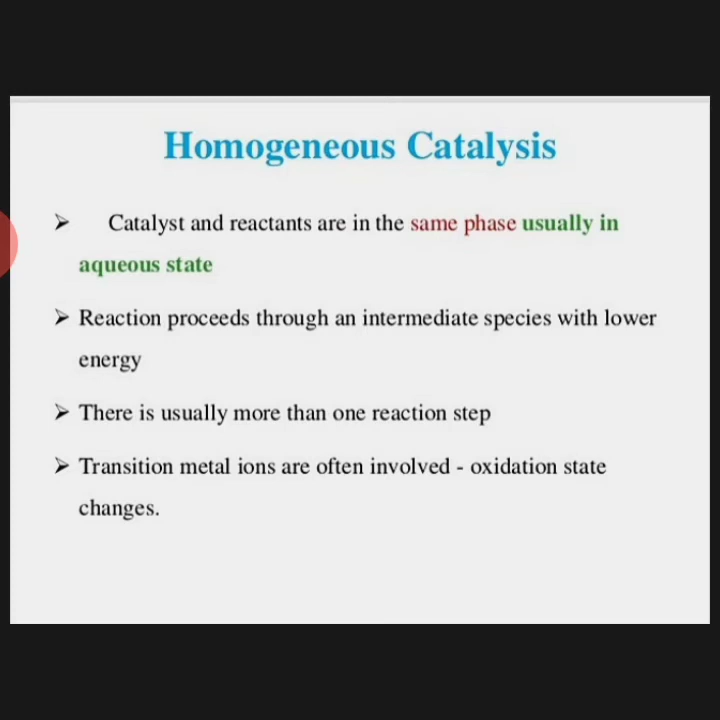 Homogeneous Catalysis
➢ Catalyst and reactants are in the same phase usually in
aqueous state
➢ Reaction proceeds through an intermediate species with lower
energy
➢ There is usually more than one reaction step
➢ Transition metal ions are often involved - oxidation state
changes.